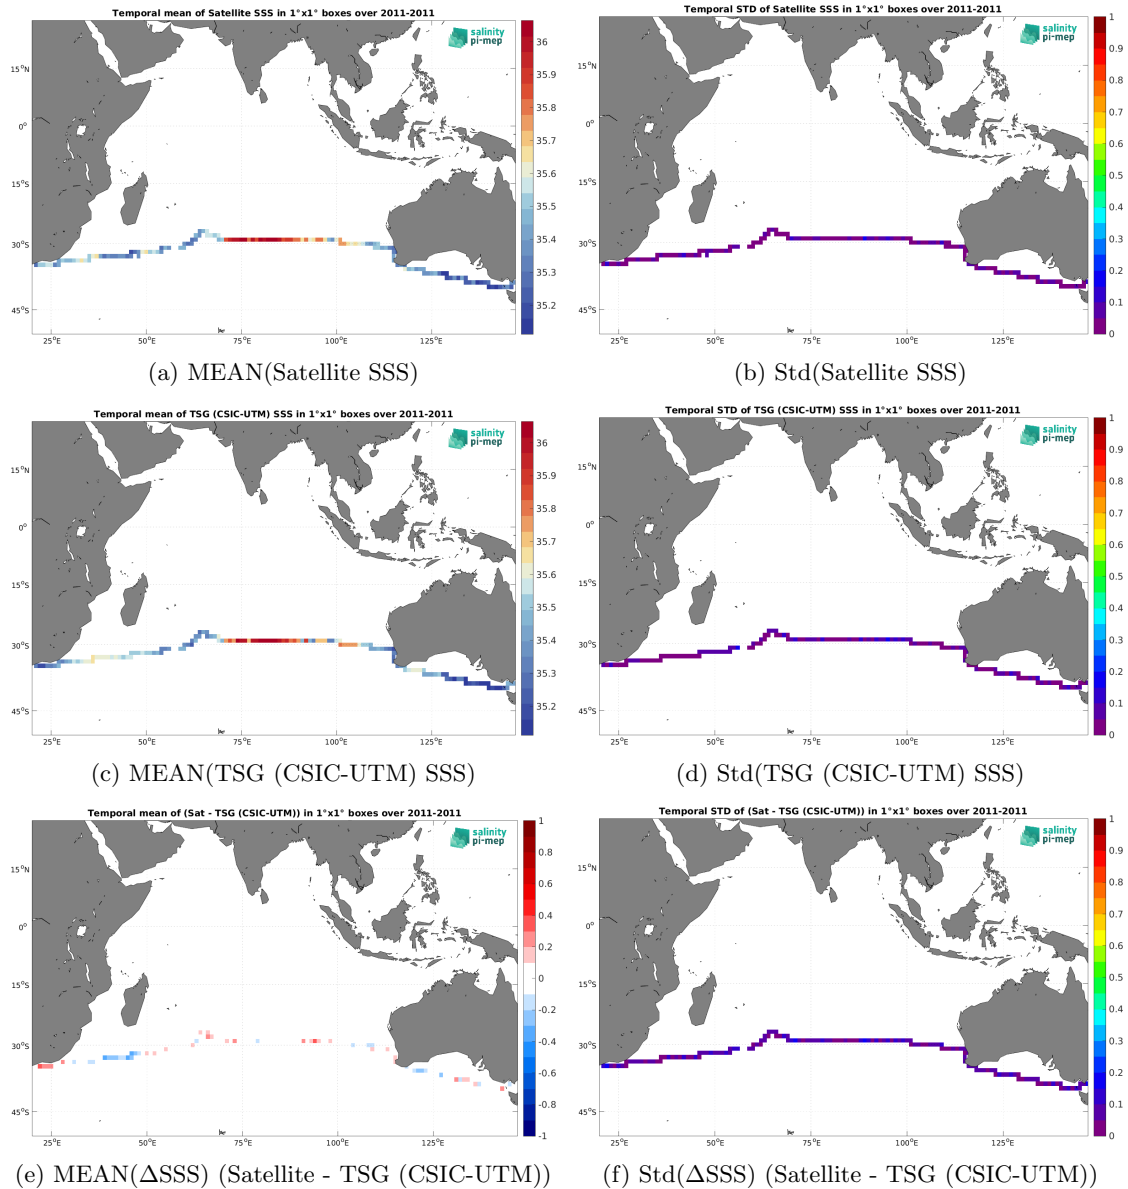 Temporal mean of Satellite SSS in 1°x1° boxes over 2011-2011
salinity
pi-mep
15°N
0°
15°S
30°S
45°S
25°E
50°E
75°E
100°E
125°E
36
35.9
35.8
35.7
35.6
35.5
35.4
35.3
35.2
(a) MEAN(Satellite SSS)
Temporal STD of Satellite SSS in 1°x1° boxes over 2011-2011
salinity
pi-mep
15°N
0°
15°S
30°S
45°S
25°E
50°E
75°E
100°E
125°E
1
0.9
0.8
0.7
0.6
0.5
0.4
0.3
0.2
0.1
0
(b) Std(Satellite SSS)
Temporal mean of TSG (CSIC-UTM) SSS in 1°x1° boxes over 2011-2011
salinity
pi-mep
15°N
0°
15°S
30°S
45°S
25°E
50°E
75°E
100°E
125°E
36
35.9
35.8
35.7
35.6
35.5
35.4
35.3
35.2
(c) MEAN(TSG (CSIC-UTM) SSS)
Temporal STD of TSG (CSIC-UTM) SSS in 1°x1° boxes over 2011-2011
salinity
pi-mep
15°N
0°
15°S
30°S
45°S
25°E
50°E
75°E
100°E
125°E
1
0.9
0.8
0.7
0.6
0.5
0.4
0.3
0.2
0.1
0
(d) Std(TSG (CSIC-UTM) SSS)
Temporal mean of (Sat - TSG (CSIC-UTM)) in 1°x1° boxes over 2011-2011
salinity
pi-mep
15°N
0°
15°S
30°S
45°S
25°E
50°E
75°E
100°E
125°E
1
0.8
0.6
0.4
0.2
0
-0.2
-0.4
-0.6
-0.8
-1
(e) MEAN(ΔSSS) (Satellite - TSG (CSIC-UTM))
Temporal STD of (Sat - TSG (CSIC-UTM)) in 1°x1° boxes over 2011-2011
salinity
pi-mep
15°N
0°
15°S
30°S
45°S
25°E
50°E
75°E
100°E
125°E
1
0.9
0.8
0.7
0.6
0.5
0.4
0.3
0.2
0.1
0
(f) Std(ΔSSS) (Satellite - TSG (CSIC-UTM))